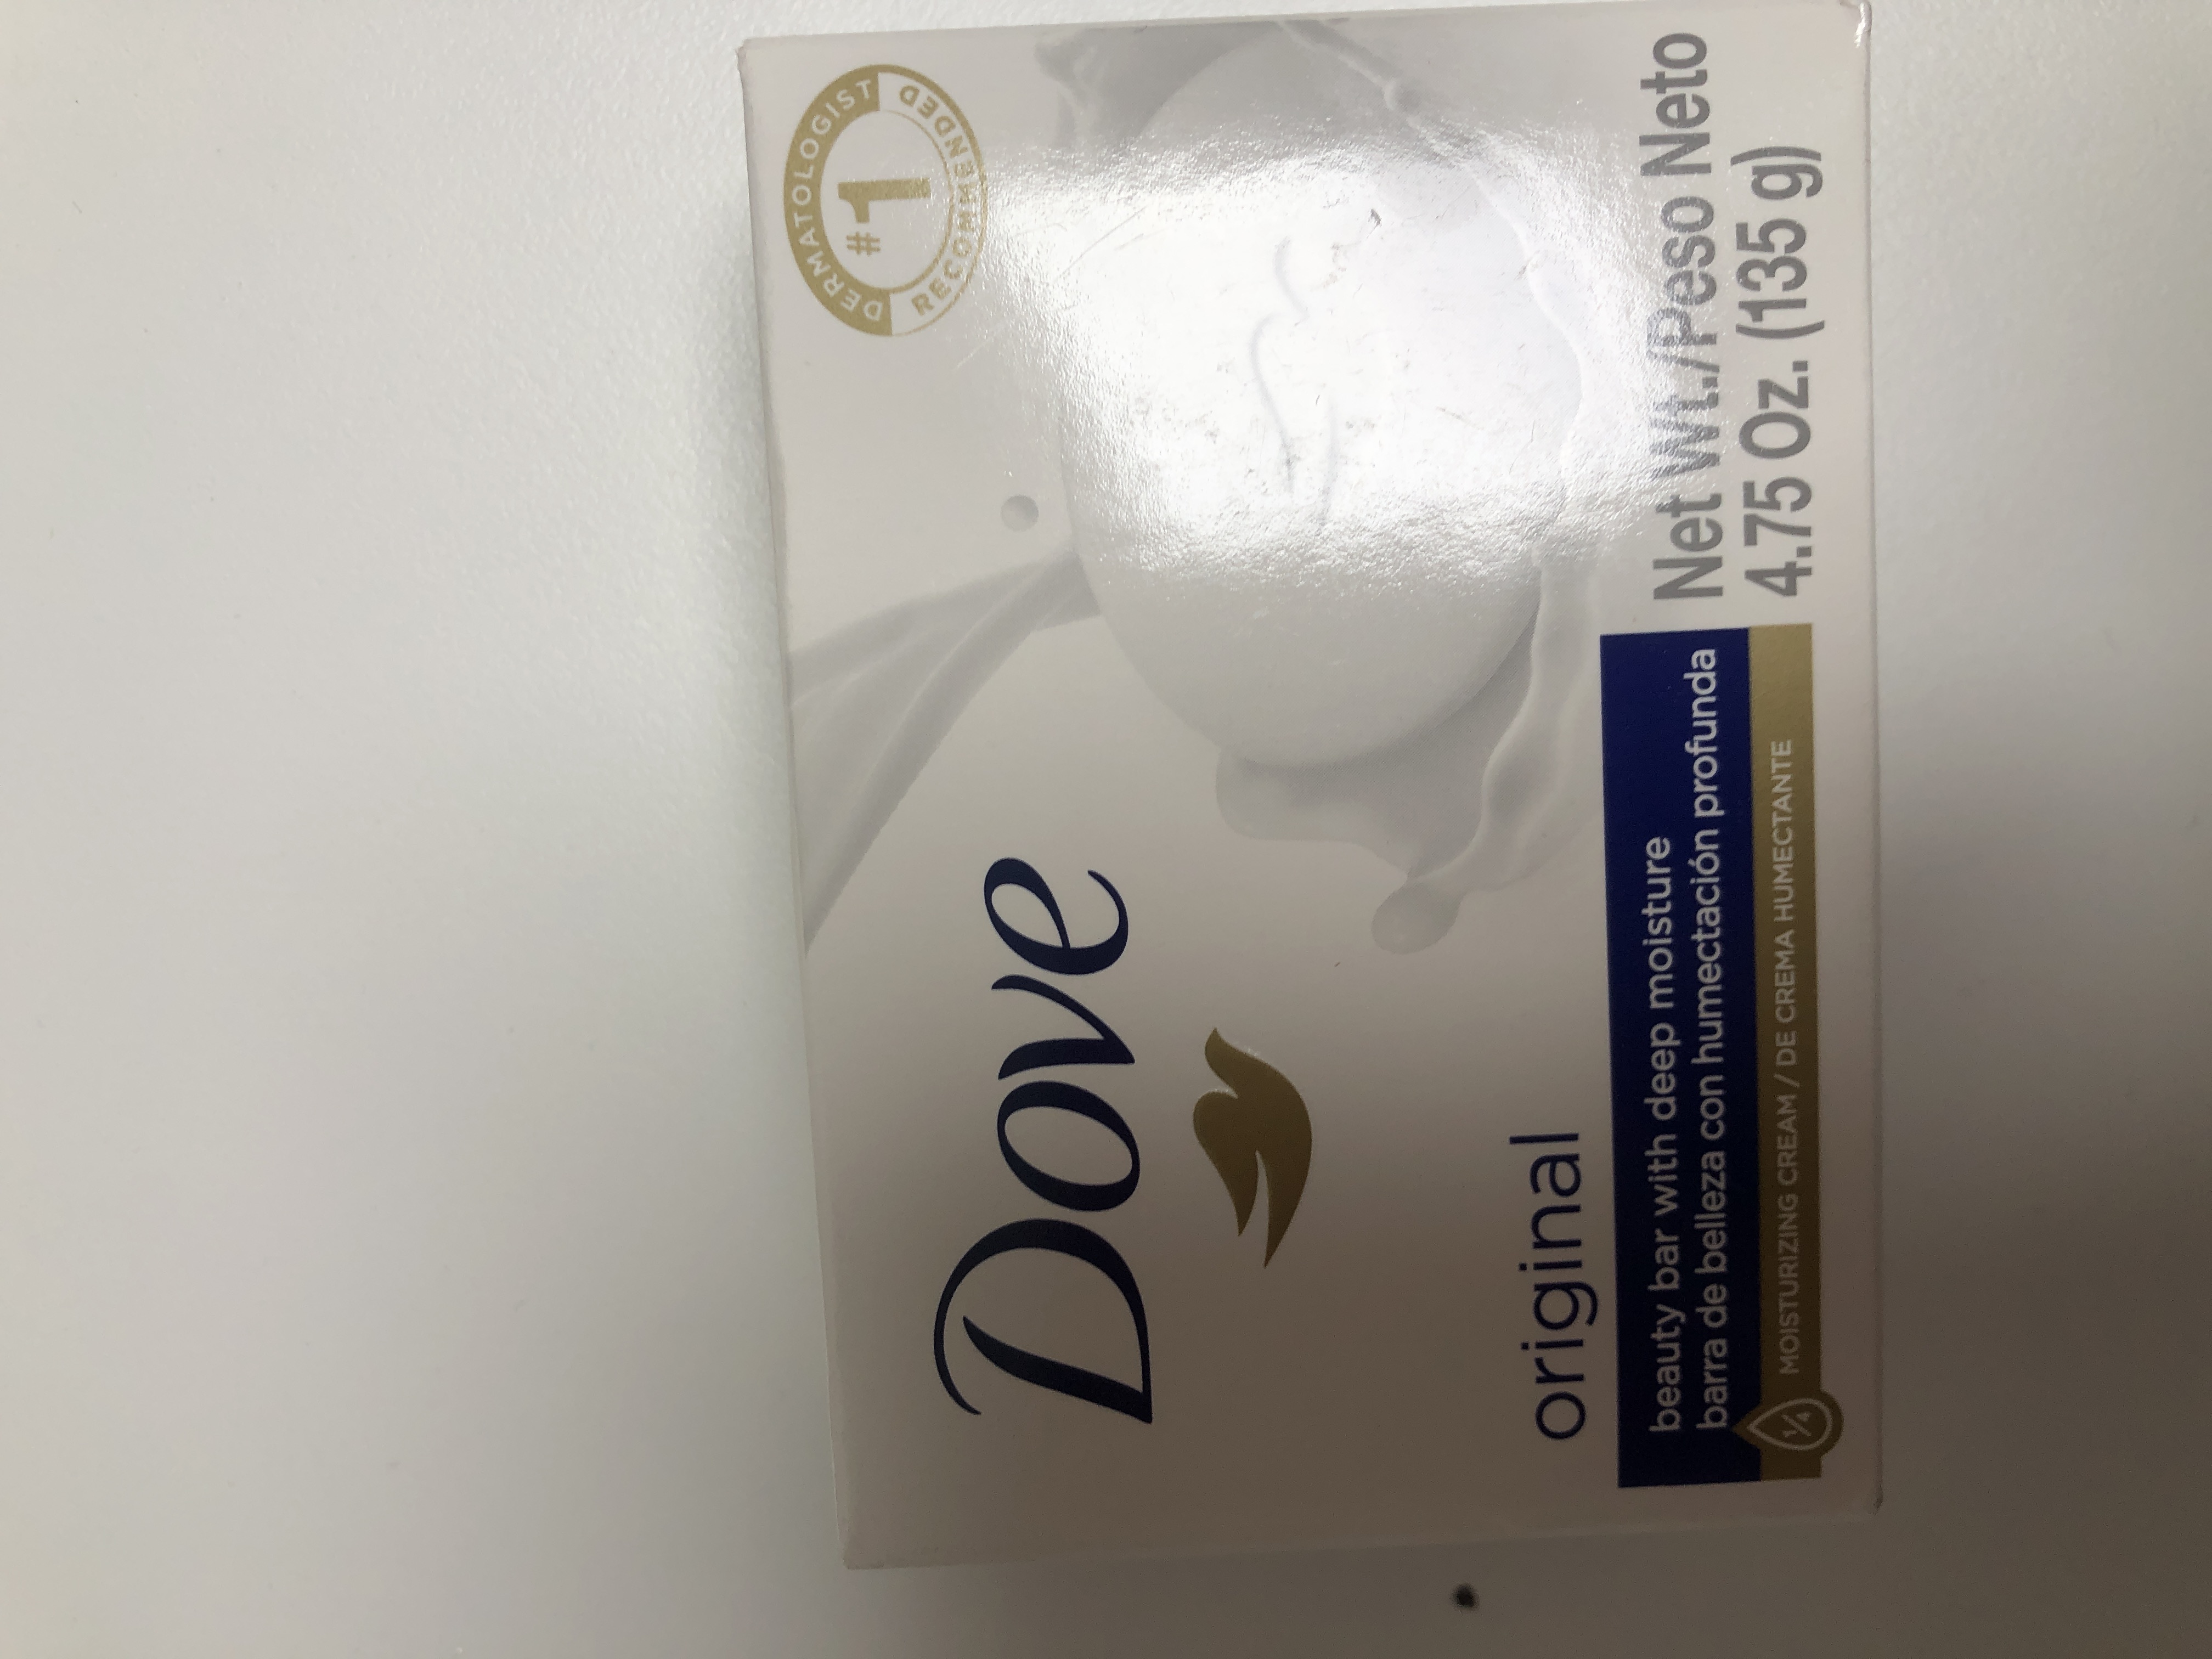 DERMATOLOGIST
#1
RECOMMENDED
Dove
original
beauty bar with deep moisture
barra de belleza con humectación profunda
1/4 MOISTURIZING CREAM / DE CREMA HUMECTANTE
Net Wt./Peso Neto
4.75 Oz. (135 g)